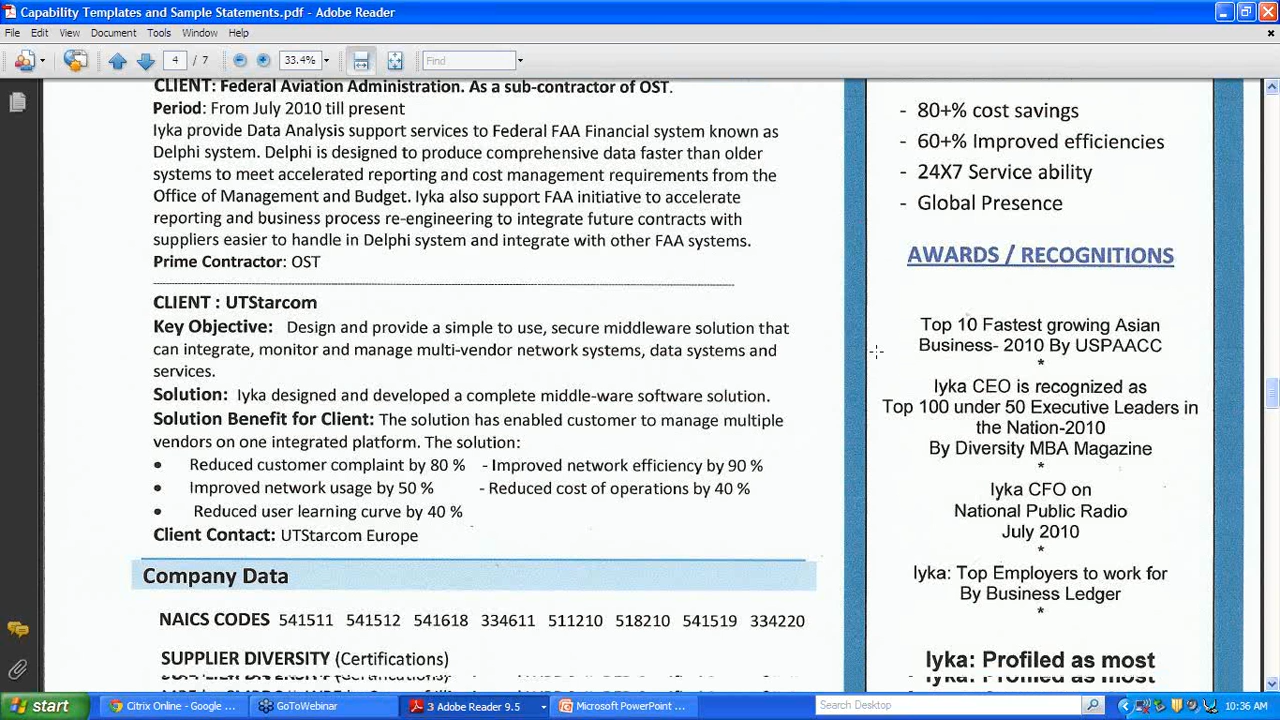 Capability Templates and Sample Statements.pdf - Adobe Reader
File Edit View Document Tools Window Help
4 / 7 33.4% Find
CLIENT: Federal Aviation Administration. As a sub-contractor of OST.
Period: From July 2010 till present
Iyka provide Data Analysis support services to Federal FAA Financial system known as
Delphi system. Delphi is designed to produce comprehensive data faster than older
systems to meet accelerated reporting and cost management requirements from the
Office of Management and Budget. Iyka also support FAA initiative to accelerate
reporting and business process re-engineering to integrate future contracts with
suppliers easier to handle in Delphi system and integrate with other FAA systems.
Prime Contractor: OST
CLIENT : UTStarcom
Key Objective: Design and provide a simple to use, secure middleware solution that
can integrate, monitor and manage multi-vendor network systems, data systems and
services.
Solution: Iyka designed and developed a complete middle-ware software solution.
Solution Benefit for Client: The solution has enabled customer to manage multiple
vendors on one integrated platform. The solution:
• Reduced customer complaint by 80 % - Improved network efficiency by 90 %
• Improved network usage by 50 % - Reduced cost of operations by 40 %
• Reduced user learning curve by 40 %
Client Contact: UTStarcom Europe
Company Data
NAICS CODES 541511 541512 541618 334611 511210 518210 541519 334220
SUPPLIER DIVERSITY (Certifications)
- 80+% cost savings
- 60+% Improved efficiencies
- 24X7 Service ability
- Global Presence
AWARDS / RECOGNITIONS
Top 10 Fastest growing Asian
Business- 2010 By USPAACC
*
Iyka CEO is recognized as
Top 100 under 50 Executive Leaders in
the Nation-2010
By Diversity MBA Magazine
*
Iyka CFO on
National Public Radio
July 2010
*
Iyka: Top Employers to work for
By Business Ledger
*
Iyka: Profiled as most
start Citrix Online - Google ... GoToWebinar 3 Adobe Reader 9.5 Microsoft PowerPoint ... Search Desktop 10:36 AM